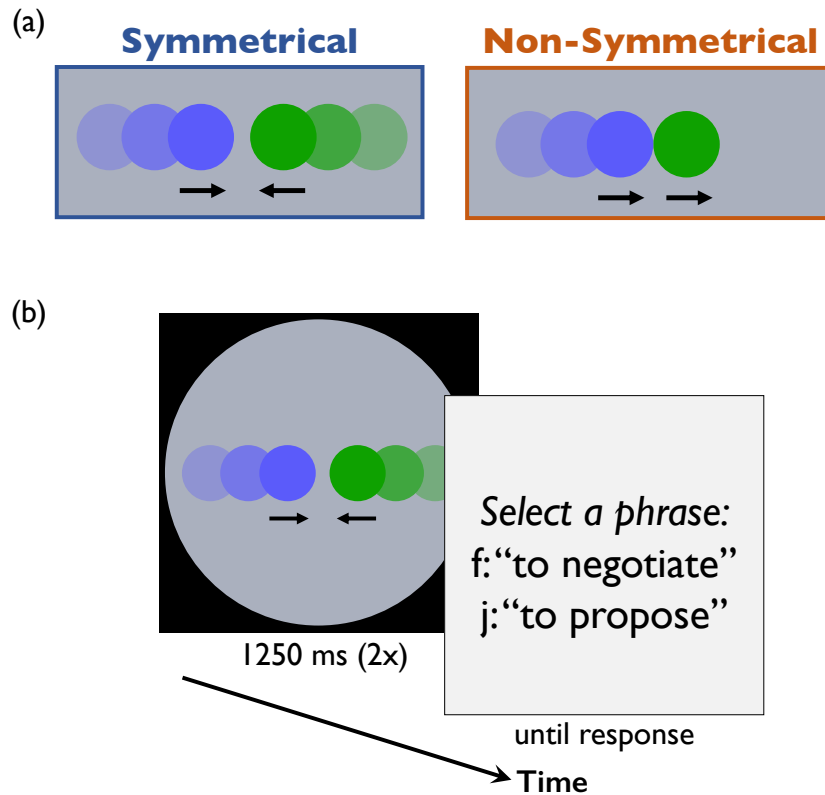 (a)
Symmetrical
Non-Symmetrical
(b)
Select a phrase:
f:“to negotiate”
j:“to propose”
1250 ms (2x)
until response
Time